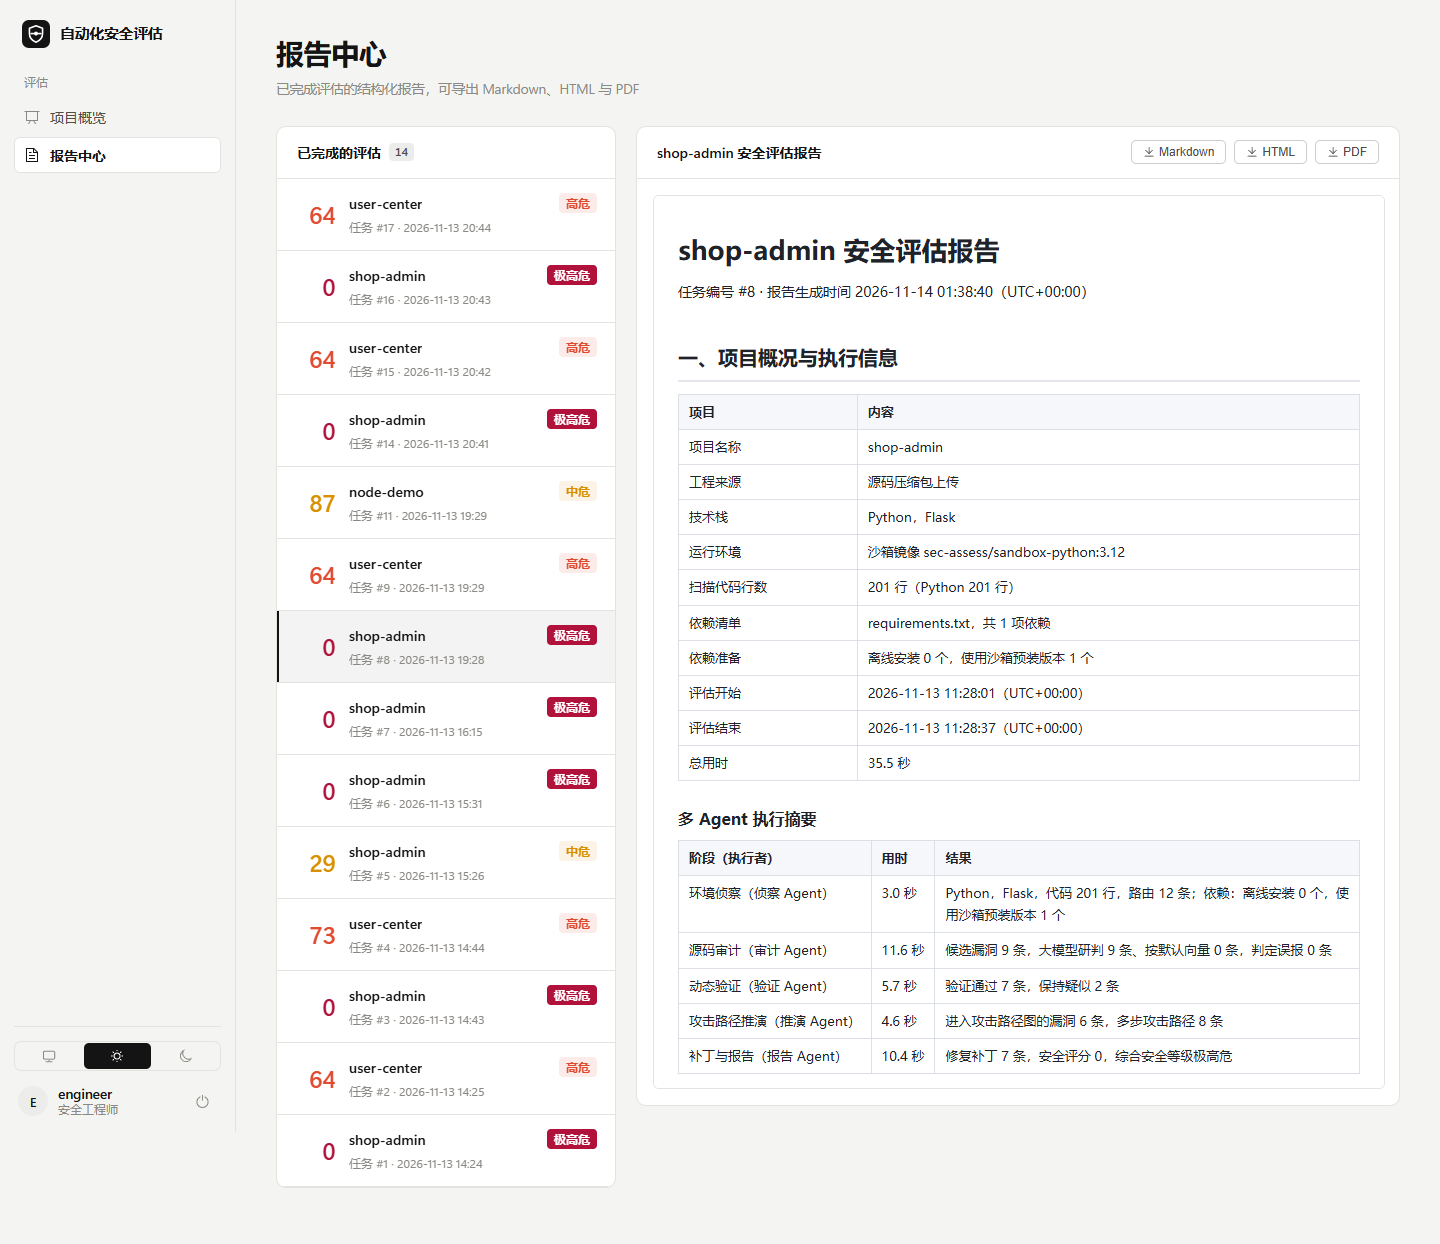 自动化安全评估
评估
项目概览
报告中心
E
engineer
安全工程师
报告中心
已完成评估的结构化报告，可导出 Markdown、HTML 与 PDF
已完成的评估 14
64 user-center 高危
任务 #17 · 2026-11-13 20:44
0 shop-admin 极高危
任务 #16 · 2026-11-13 20:43
64 user-center 高危
任务 #15 · 2026-11-13 20:42
0 shop-admin 极高危
任务 #14 · 2026-11-13 20:41
87 node-demo 中危
任务 #11 · 2026-11-13 19:29
64 user-center 高危
任务 #9 · 2026-11-13 19:29
0 shop-admin 极高危
任务 #8 · 2026-11-13 19:28
0 shop-admin 极高危
任务 #7 · 2026-11-13 16:15
0 shop-admin 极高危
任务 #6 · 2026-11-13 15:31
29 shop-admin 中危
任务 #5 · 2026-11-13 15:26
73 user-center 高危
任务 #4 · 2026-11-13 14:44
0 shop-admin 极高危
任务 #3 · 2026-11-13 14:43
64 user-center 高危
任务 #2 · 2026-11-13 14:25
0 shop-admin 极高危
任务 #1 · 2026-11-13 14:24
shop-admin 安全评估报告 Markdown HTML PDF
shop-admin 安全评估报告
任务编号 #8 · 报告生成时间 2026-11-14 01:38:40（UTC+00:00）
一、项目概况与执行信息
项目 内容
项目名称 shop-admin
工程来源 源码压缩包上传
技术栈 Python，Flask
运行环境 沙箱镜像 sec-assess/sandbox-python:3.12
扫描代码行数 201 行（Python 201 行）
依赖清单 requirements.txt，共 1 项依赖
依赖准备 离线安装 0 个，使用沙箱预装版本 1 个
评估开始 2026-11-13 11:28:01（UTC+00:00）
评估结束 2026-11-13 11:28:37（UTC+00:00）
总用时 35.5 秒
多 Agent 执行摘要
阶段（执行者） 用时 结果
环境侦察（侦察 Agent） 3.0 秒 Python，Flask，代码 201 行，路由 12 条；依赖：离线安装 0 个，使
用沙箱预装版本 1 个
源码审计（审计 Agent） 11.6 秒 候选漏洞 9 条，大模型研判 9 条、按默认向量 0 条，判定误报 0 条
动态验证（验证 Agent） 5.7 秒 验证通过 7 条，保持疑似 2 条
攻击路径推演（推演 Agent） 4.6 秒 进入攻击路径图的漏洞 6 条，多步攻击路径 8 条
补丁与报告（报告 Agent） 10.4 秒 修复补丁 7 条，安全评分 0，综合安全等级极高危